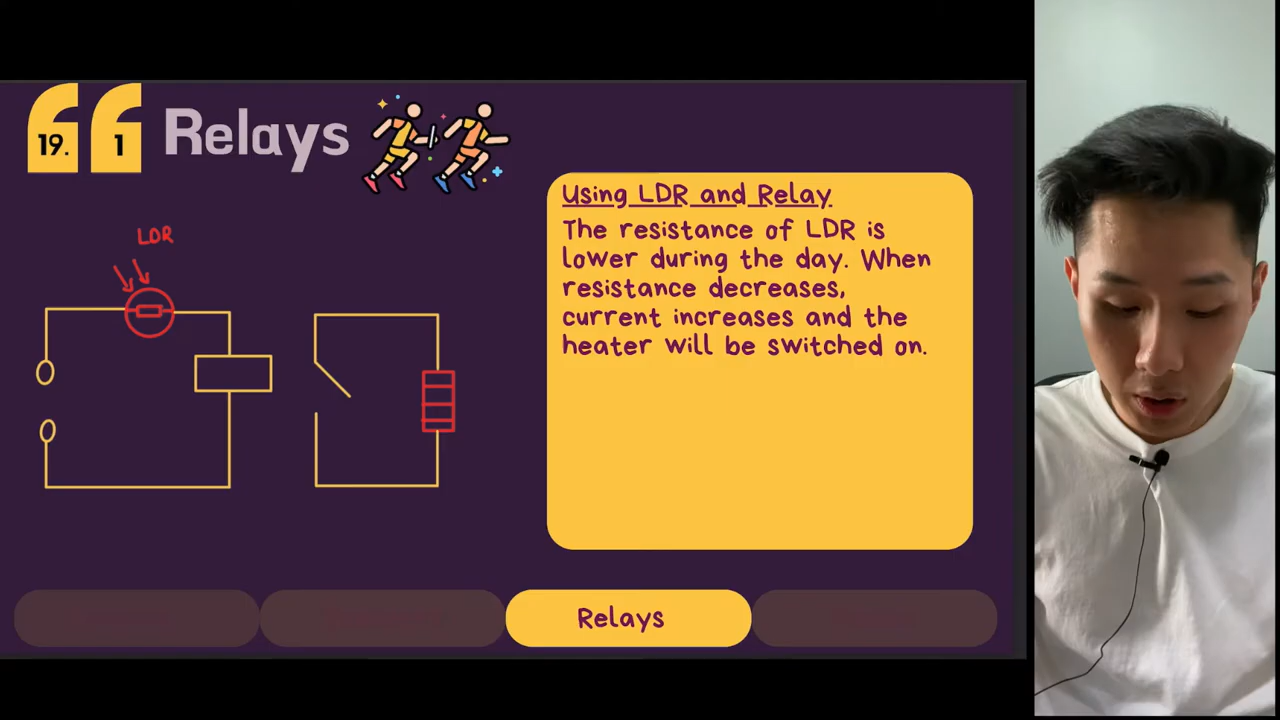 19. 1 Relays
Using LDR and Relay
The resistance of LDR is
lower during the day. When
resistance decreases,
current increases and the
heater will be switched on.
LDR
Relays